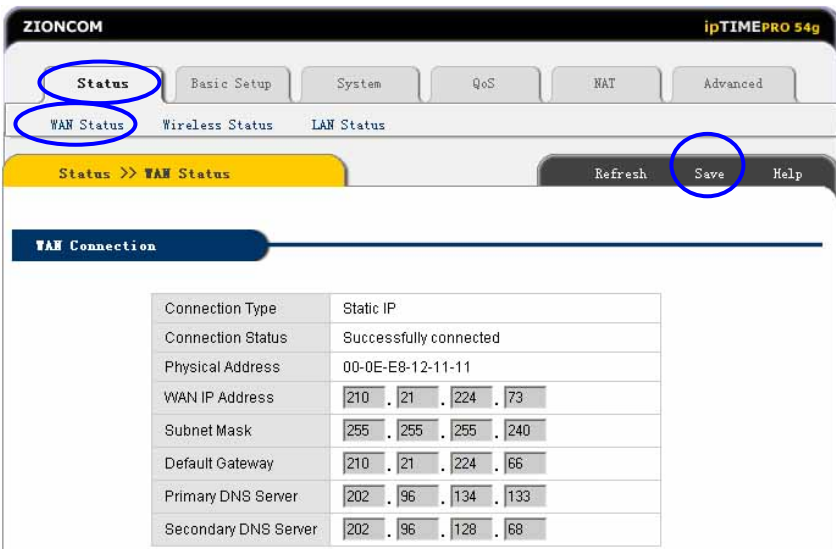 ZIONCOM ipTIMEPRO 54g
Status Basic Setup System QoS NAT Advanced
WAN Status Wireless Status LAN Status
Status >> WAN Status Refresh Save Help
WAN Connection
Connection Type Static IP
Connection Status Successfully connected
Physical Address 00-0E-E8-12-11-11
WAN IP Address 210 . 21 . 224 . 73
Subnet Mask 255 . 255 . 255 . 240
Default Gateway 210 . 21 . 224 . 66
Primary DNS Server 202 . 96 . 134 . 133
Secondary DNS Server 202 . 96 . 128 . 68